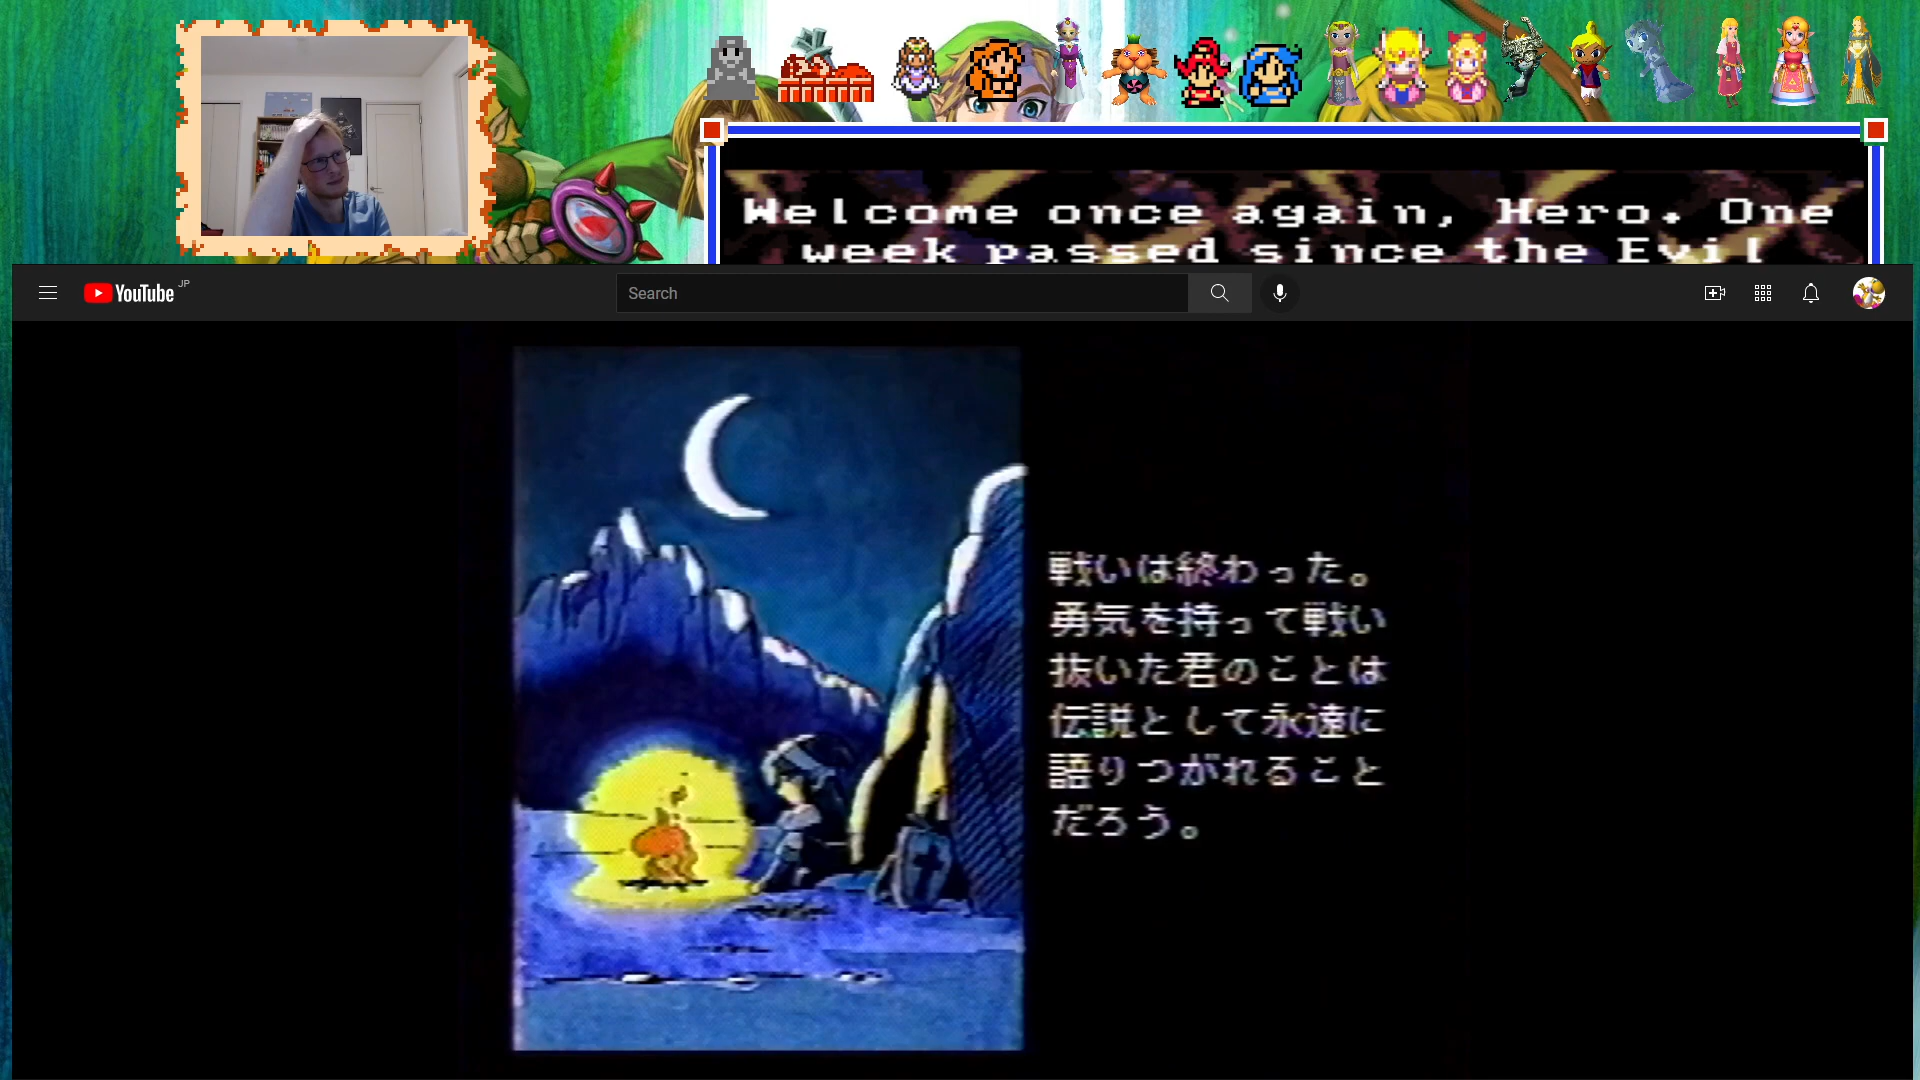 Welcome once again, Hero. One
week passed since the Evil
YouTube JP
Search
戦いは終わった。
勇気を持って戦い
抜いた君のことは
伝説として永遠に
語りつがれること
だろう。